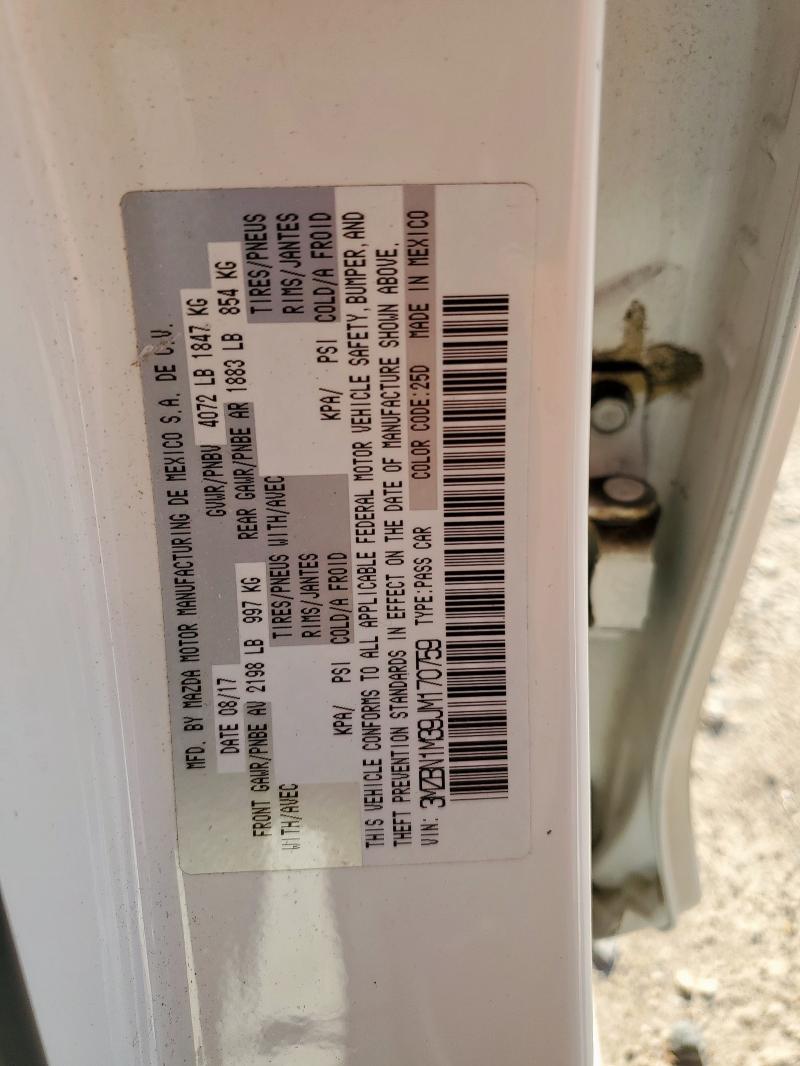 MFD. BY MAZDA MOTOR MANUFACTURING DE MEXICO S.A. DE C.V.
DATE 08/17 GVWR/PNBV 4072 LB 1847 KG
FRONT GAWR/PNBE AV 2198 LB 997 KG REAR GAWR/PNBE AR 1883 LB 854 KG
WITH/AVEC TIRES/PNEUS WITH/AVEC TIRES/PNEUS
RIMS/JANTES RIMS/JANTES
KPA/ PSI COLD/A FROID KPA/ PSI COLD/A FROID
THIS VEHICLE CONFORMS TO ALL APPLICABLE FEDERAL MOTOR VEHICLE SAFETY, BUMPER, AND
THEFT PREVENTION STANDARDS IN EFFECT ON THE DATE OF MANUFACTURE SHOWN ABOVE.
VIN: 3MZBN1M39JM170759 TYPE:PASS CAR COLOR CODE:25D MADE IN MEXICO